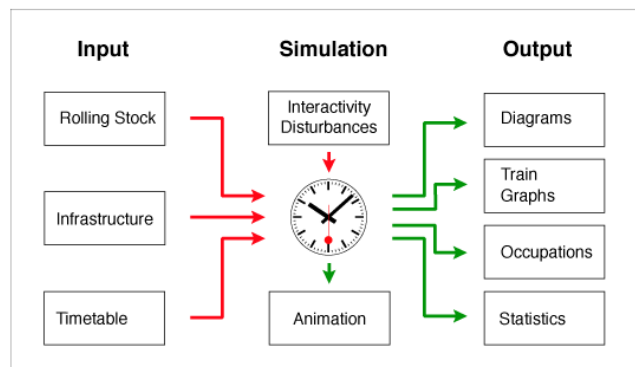 Input
Simulation
Output
Rolling Stock
Infrastructure
Timetable
Interactivity
Disturbances
Animation
Diagrams
Train
Graphs
Occupations
Statistics